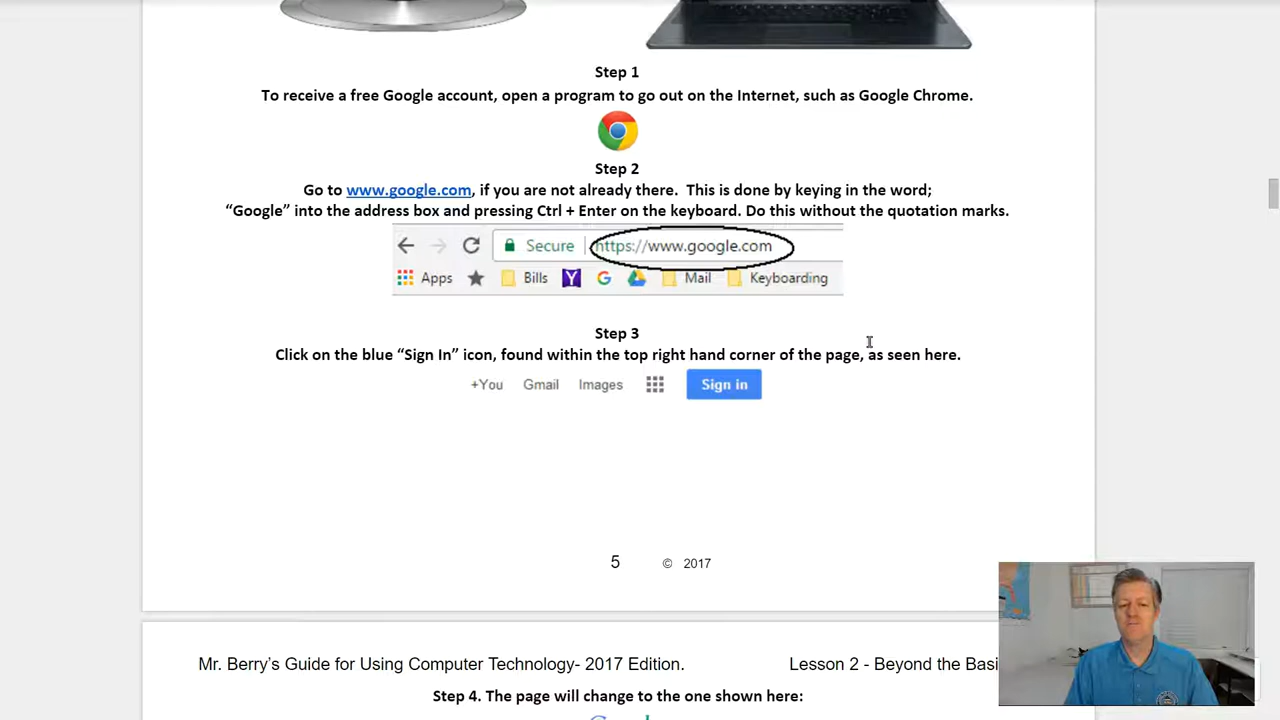 Step 1
To receive a free Google account, open a program to go out on the Internet, such as Google Chrome.
Step 2
Go to www.google.com, if you are not already there. This is done by keying in the word;
“Google” into the address box and pressing Ctrl + Enter on the keyboard. Do this without the quotation marks.
Secure https://www.google.com
Apps Bills Mail Keyboarding
Step 3
Click on the blue “Sign In” icon, found within the top right hand corner of the page, as seen here.
+You Gmail Images Sign in
5 © 2017
Mr. Berry’s Guide for Using Computer Technology- 2017 Edition. Lesson 2 - Beyond the Basi
Step 4. The page will change to the one shown here: